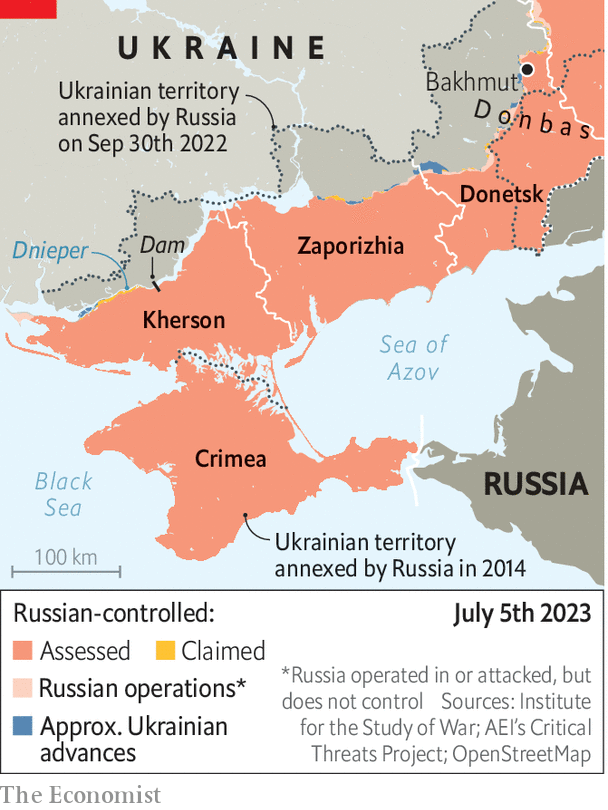 UKRAINE
Ukrainian territory
annexed by Russia
on Sep 30th 2022
Bakhmut
Donbas
Donetsk
Dnieper
Dam
Zaporizhia
Kherson
Sea of
Azov
Crimea
Black
Sea
RUSSIA
100 km
Ukrainian territory
annexed by Russia in 2014
Russian-controlled:
July 5th 2023
Assessed
Claimed
Russian operations*
Approx. Ukrainian
advances
*Russia operated in or attacked, but
does not control Sources: Institute
for the Study of War; AEI’s Critical
Threats Project; OpenStreetMap
The Economist